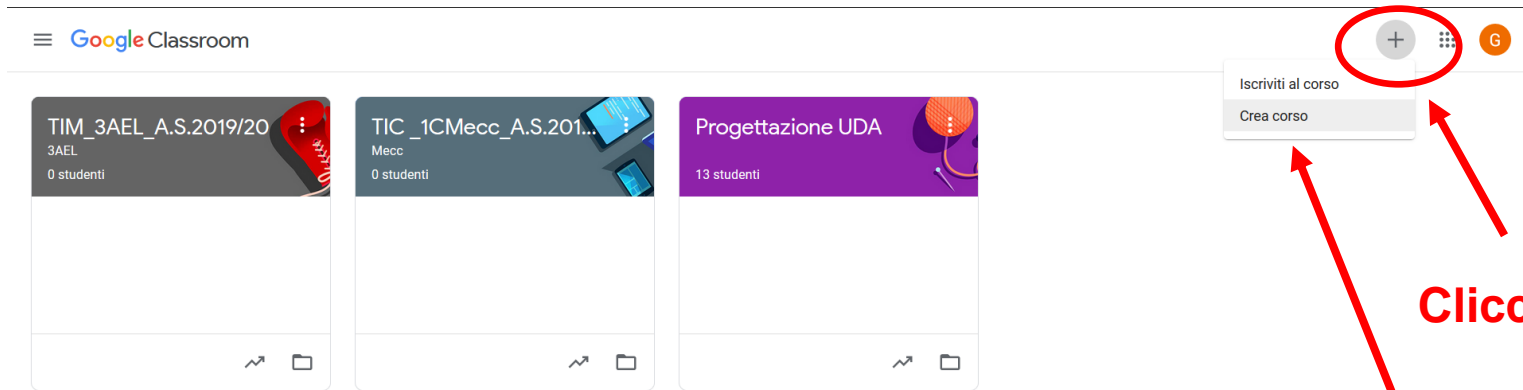 Google Classroom
G
Iscriviti al corso
Crea corso
TIM_3AEL_A.S.2019/20
3AEL
0 studenti
TIC _1CMecc_A.S.201...
Mecc
0 studenti
Progettazione UDA
13 studenti